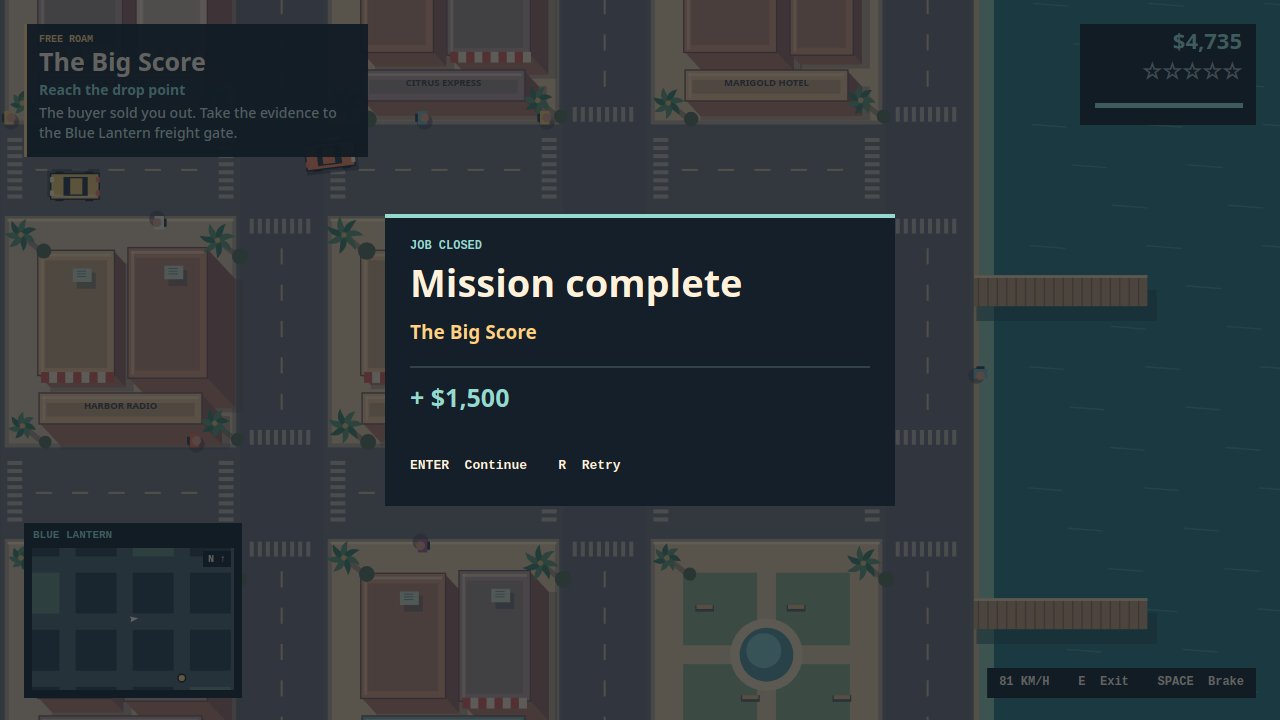 FREE ROAM
The Big Score
Reach the drop point
The buyer sold you out. Take the evidence to
the Blue Lantern freight gate.
CITRUS EXPRESS
MARIGOLD HOTEL
$4,735
☆☆☆☆☆
JOB CLOSED
Mission complete
The Big Score
+ $1,500
ENTER Continue R Retry
HARBOR RADIO
BLUE LANTERN
N ↑
81 KM/H E Exit SPACE Brake